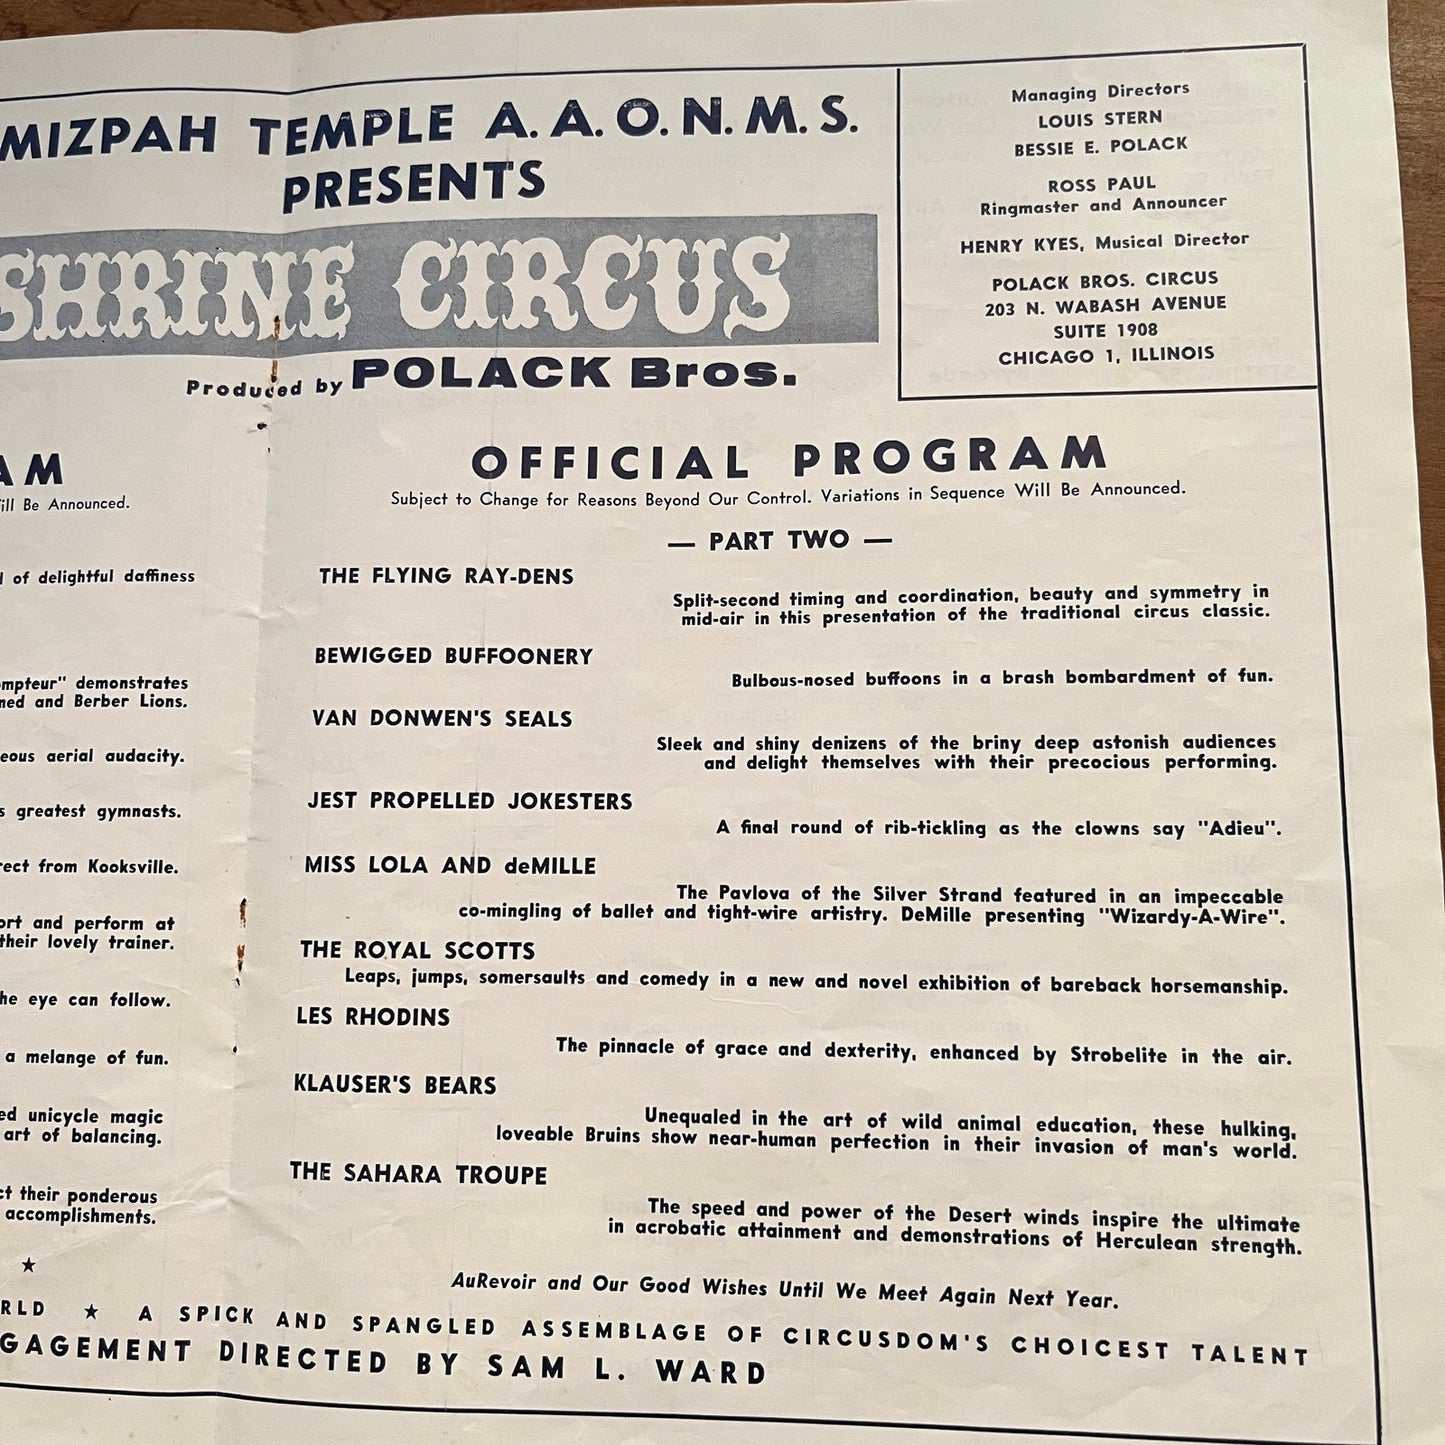 MIZPAH TEMPLE A. A. O. N. M. S.
PRESENTS
SHRINE CIRCUS
Produced by POLACK Bros.
Managing Directors
LOUIS STERN
BESSIE E. POLACK
ROSS PAUL
Ringmaster and Announcer
HENRY KYES, Musical Director
POLACK BROS. CIRCUS
203 N. WABASH AVENUE
SUITE 1908
CHICAGO 1, ILLINOIS
AM
ill Be Announced.
of delightful daffiness
mpteur" demonstrates
ned and Berber Lions.
eous aerial audacity.
s greatest gymnasts.
rect from Kooksville.
ort and perform at
their lovely trainer.
he eye can follow.
a melange of fun.
ed unicycle magic
art of balancing.
ct their ponderous
accomplishments.
OFFICIAL PROGRAM
Subject to Change for Reasons Beyond Our Control. Variations in Sequence Will Be Announced.
— PART TWO —
THE FLYING RAY-DENS
Split-second timing and coordination, beauty and symmetry in
mid-air in this presentation of the traditional circus classic.
BEWIGGED BUFFOONERY
Bulbous-nosed buffoons in a brash bombardment of fun.
VAN DONWEN'S SEALS
Sleek and shiny denizens of the briny deep astonish audiences
and delight themselves with their precocious performing.
JEST PROPELLED JOKESTERS
A final round of rib-tickling as the clowns say "Adieu".
MISS LOLA AND deMILLE
The Pavlova of the Silver Strand featured in an impeccable
co-mingling of ballet and tight-wire artistry. DeMille presenting "Wizardy-A-Wire".
THE ROYAL SCOTTS
Leaps, jumps, somersaults and comedy in a new and novel exhibition of bareback horsemanship.
LES RHODINS
The pinnacle of grace and dexterity, enhanced by Strobelite in the air.
KLAUSER'S BEARS
Unequaled in the art of wild animal education, these hulking,
loveable Bruins show near-human perfection in their invasion of man's world.
THE SAHARA TROUPE
The speed and power of the Desert winds inspire the ultimate
in acrobatic attainment and demonstrations of Herculean strength.
AuRevoir and Our Good Wishes Until We Meet Again Next Year.
★
RLD ★ A SPICK AND SPANGLED ASSEMBLAGE OF CIRCUSDOM'S CHOICEST TALENT
GAGEMENT DIRECTED BY SAM L. WARD